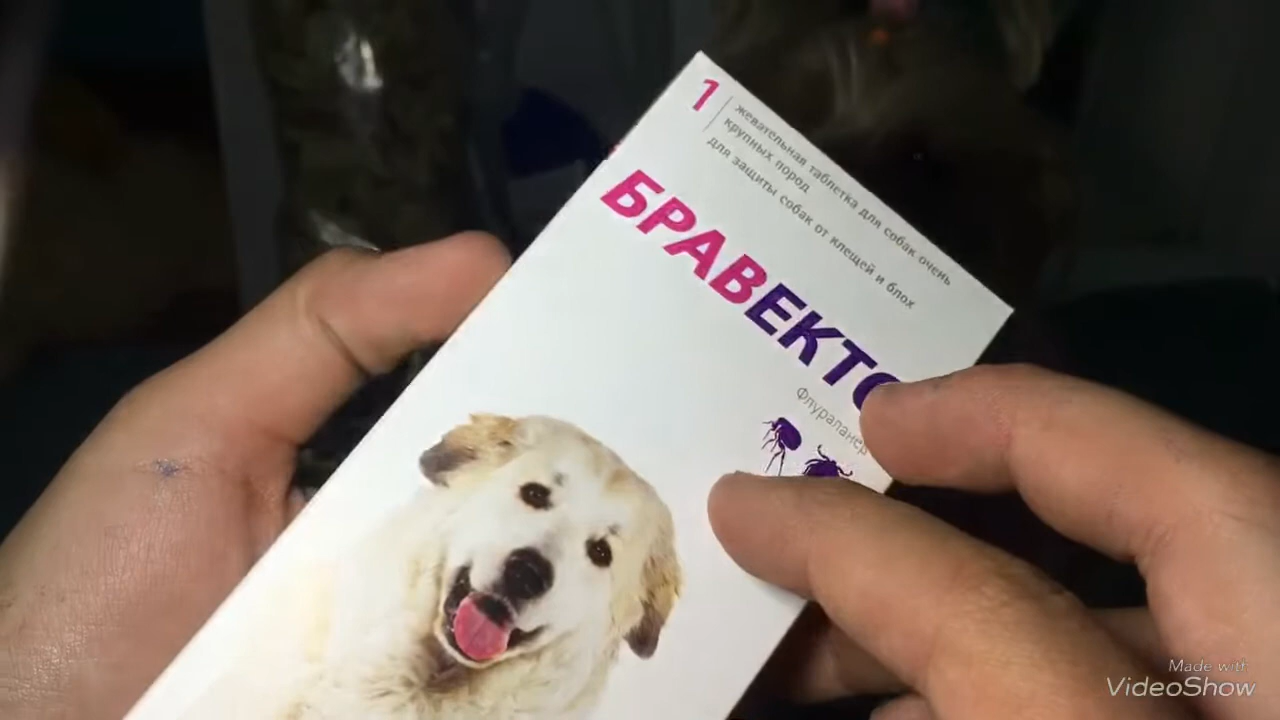 1
жевательная таблетка для собак очень
крупных пород
для защиты собак от клещей и блох
БРАВЕКТО
Флураланер
Made with
VideoShow